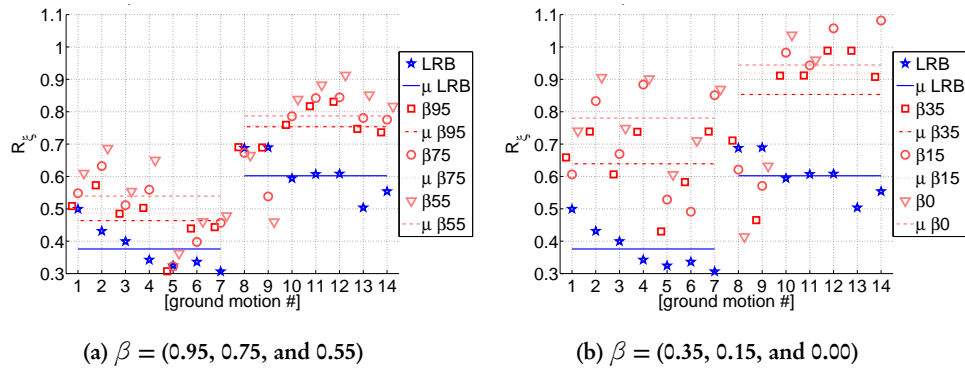 1.1
1
0.9
0.8
0.7
0.6
0.5
0.4
0.3
Rξ
1 2 3 4 5 6 7 8 9 10 11 12 13 14
[ground motion #]
LRB
μ LRB
β95
μ β95
β75
μ β75
β55
μ β55
(a) β = (0.95, 0.75, and 0.55)
1.1
1
0.9
0.8
0.7
0.6
0.5
0.4
0.3
Rξ
1 2 3 4 5 6 7 8 9 10 11 12 13 14
[ground motion #]
LRB
μ LRB
β35
μ β35
β15
μ β15
β0
μ β0
(b) β = (0.35, 0.15, and 0.00)